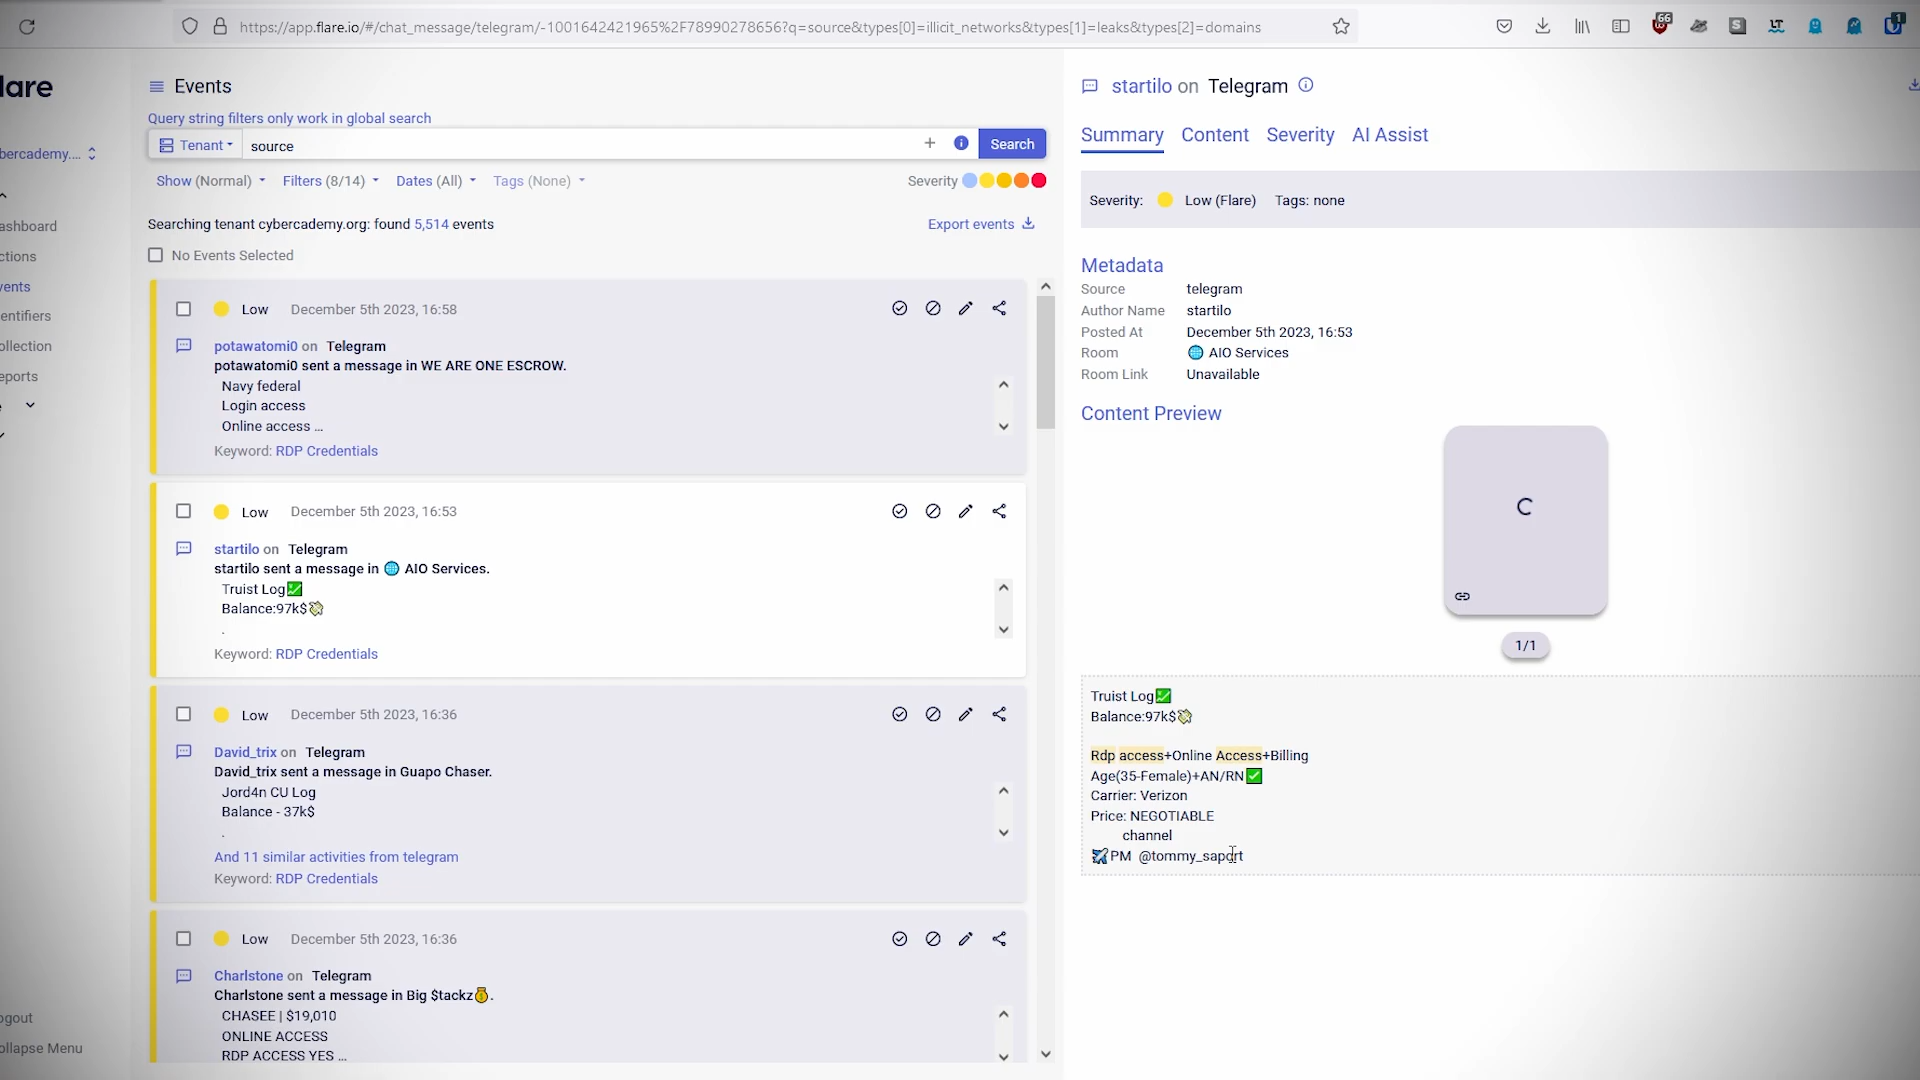 https://app.flare.io/#/chat_message/telegram/-1001642421965%2F78990278656?q=source&types[0]=illicit_networks&types[1]=leaks&types[2]=domains
66
1
lare
bercademy....
ashboard
ctions
vents
entifiers
ollection
eports
ogout
ollapse Menu
Events
Query string filters only work in global search
Tenant
source
Search
Show (Normal)
Filters (8/14)
Dates (All)
Tags (None)
Severity
Searching tenant cybercademy.org: found 5,514 events
Export events
No Events Selected
Low December 5th 2023, 16:58
potawatomi0 on Telegram
potawatomi0 sent a message in WE ARE ONE ESCROW.
Navy federal
Login access
Online access ...
Keyword: RDP Credentials
Low December 5th 2023, 16:53
startilo on Telegram
startilo sent a message in 🌐 AIO Services.
Truist Log💹
Balance:97k$💸
.
Keyword: RDP Credentials
Low December 5th 2023, 16:36
David_trix on Telegram
David_trix sent a message in Guapo Chaser.
Jord4n CU Log
Balance - 37k$
.
And 11 similar activities from telegram
Keyword: RDP Credentials
Low December 5th 2023, 16:36
Charlstone on Telegram
Charlstone sent a message in Big $tackz💰.
CHASEE | $19,010
ONLINE ACCESS
RDP ACCESS YES ...
startilo on Telegram
Summary Content Severity AI Assist
Severity: Low (Flare) Tags: none
Metadata
Source telegram
Author Name startilo
Posted At December 5th 2023, 16:53
Room 🌐 AIO Services
Room Link Unavailable
Content Preview
1/1
Truist Log💹
Balance:97k$💸
Rdp access+Online Access+Billing
Age(35-Female)+AN/RN✅
Carrier: Verizon
Price: NEGOTIABLE
channel
✈️PM @tommy_saport